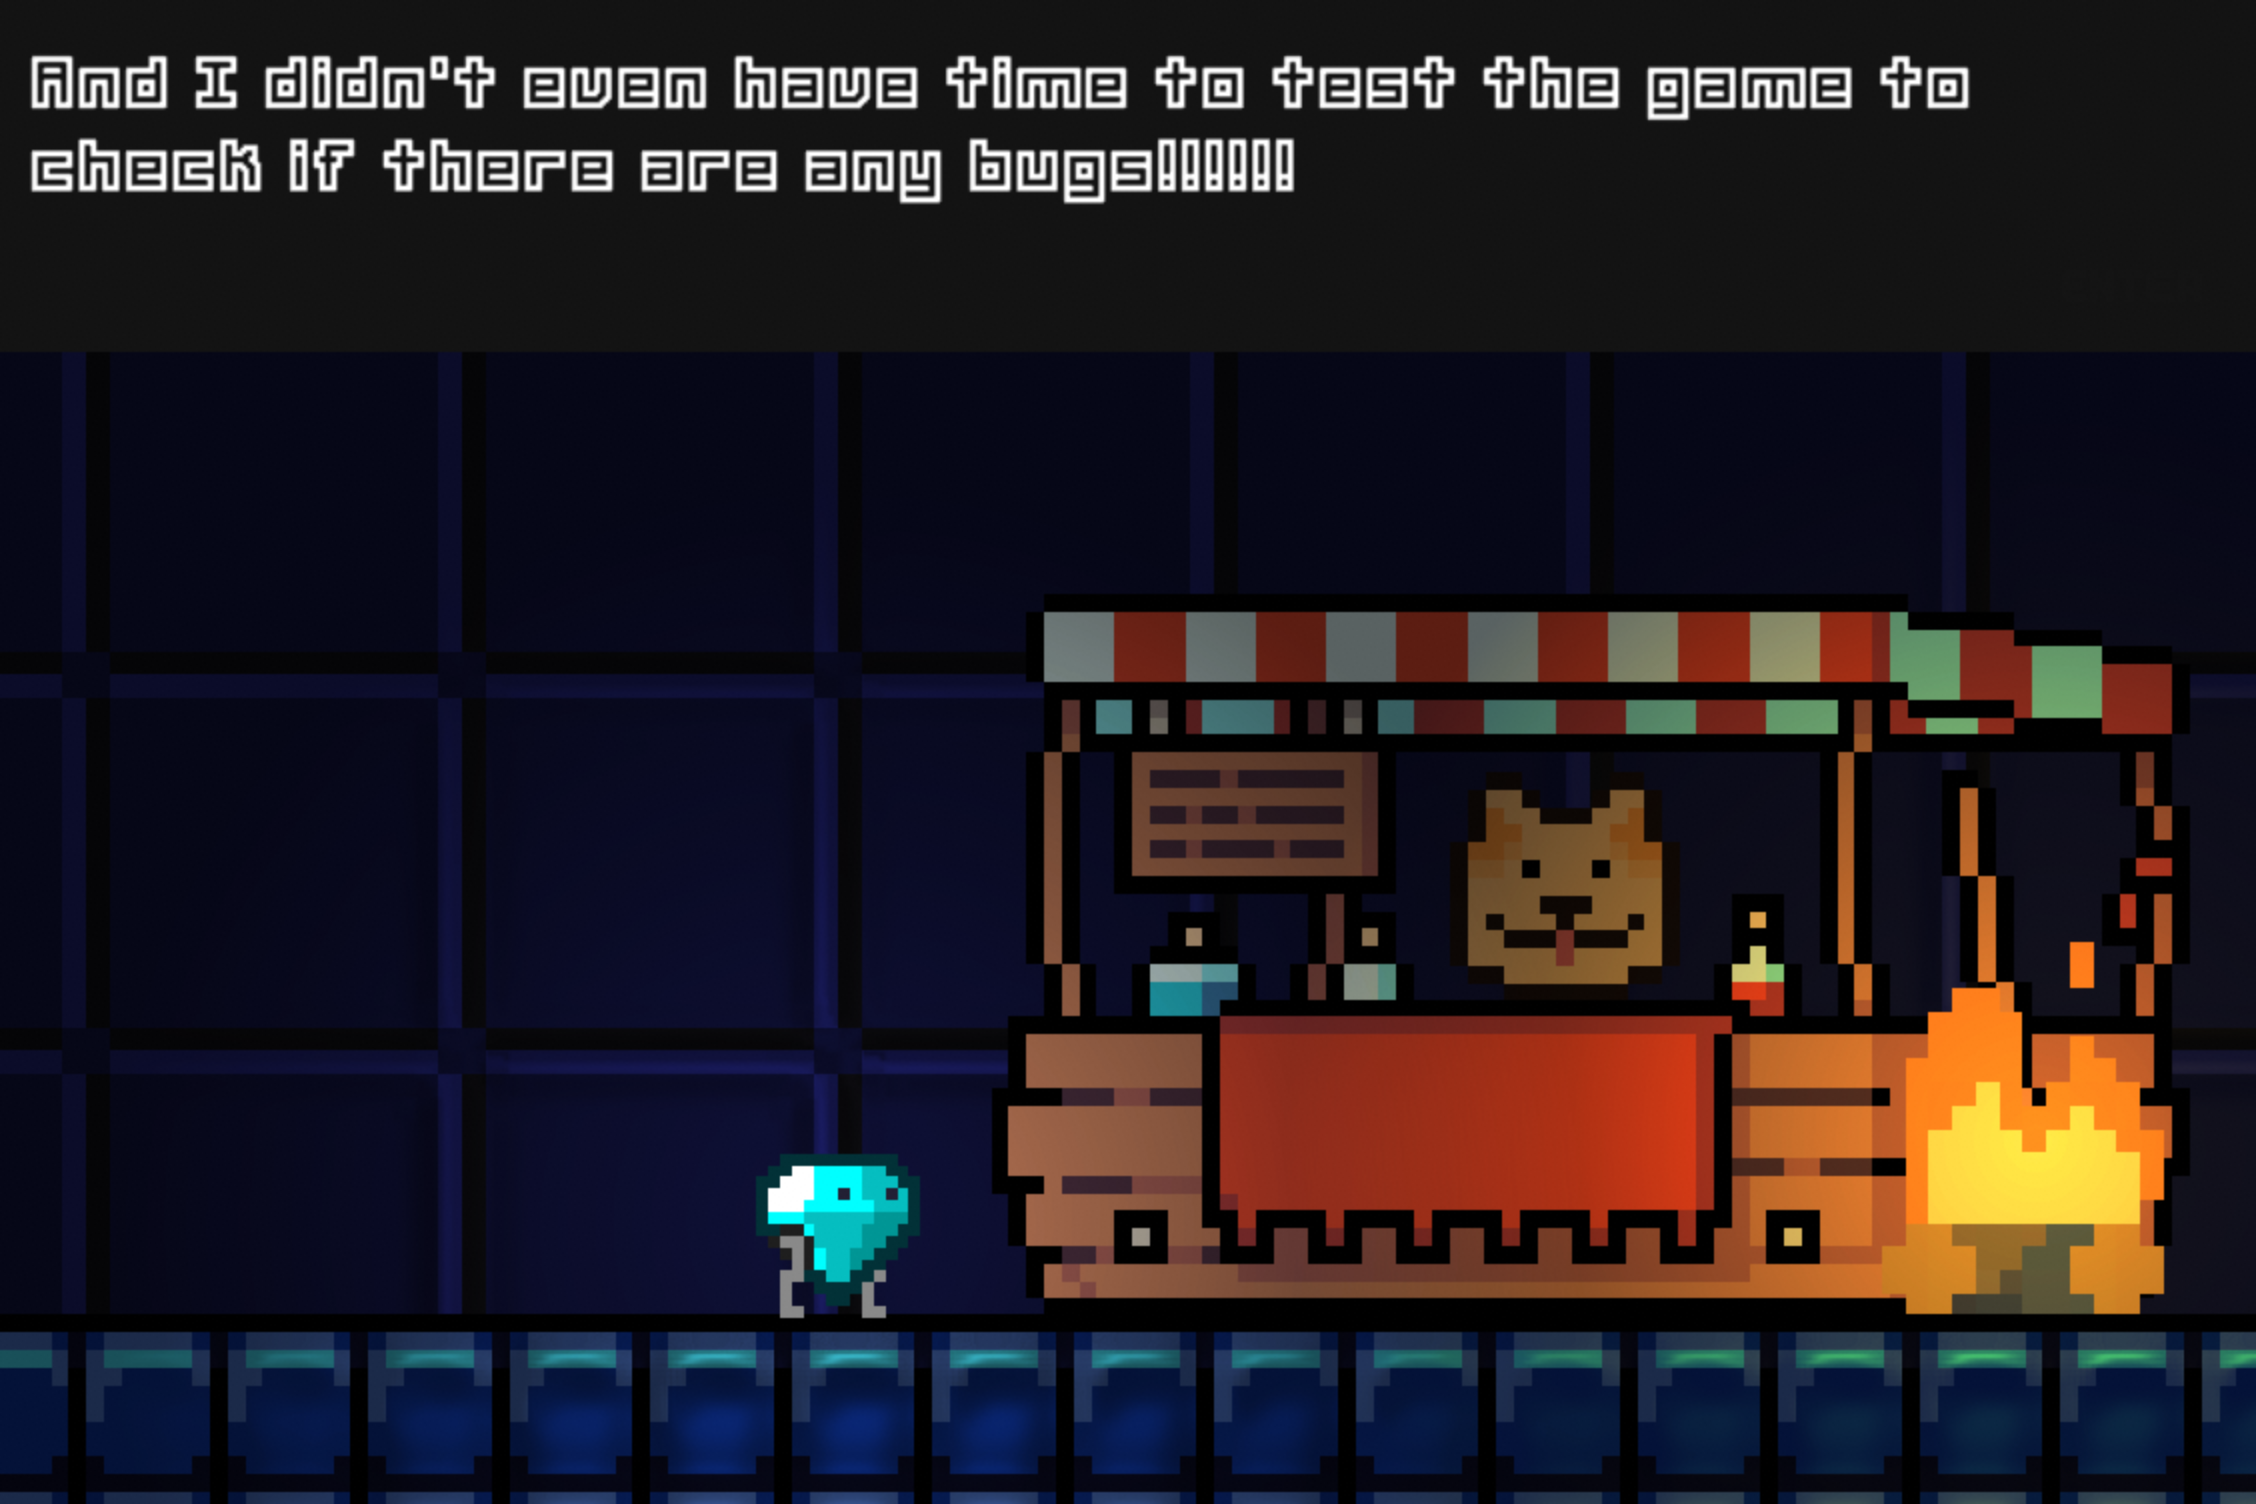 And I didn't even have time to test the game to
check if there are any bugs!!!!!!